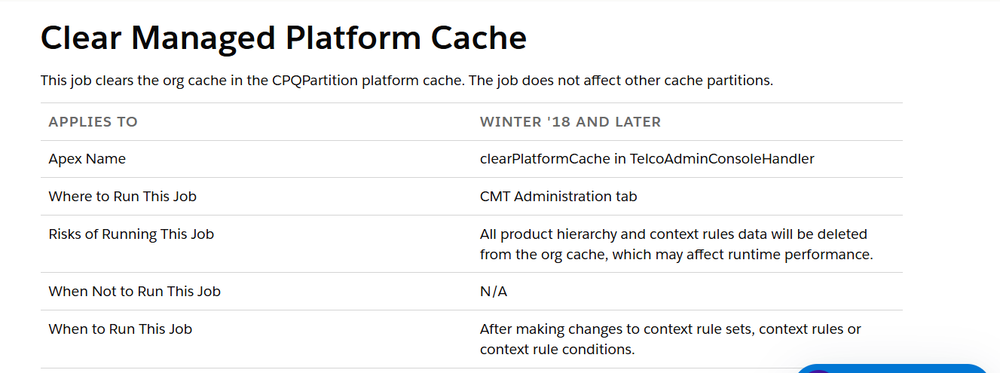 Clear Managed Platform Cache
This job clears the org cache in the CPQPartition platform cache. The job does not affect other cache partitions.
APPLIES TO
WINTER '18 AND LATER
Apex Name
clearPlatformCache in TelcoAdminConsoleHandler
Where to Run This Job
CMT Administration tab
Risks of Running This Job
All product hierarchy and context rules data will be deleted
from the org cache, which may affect runtime performance.
When Not to Run This Job
N/A
When to Run This Job
After making changes to context rule sets, context rules or
context rule conditions.